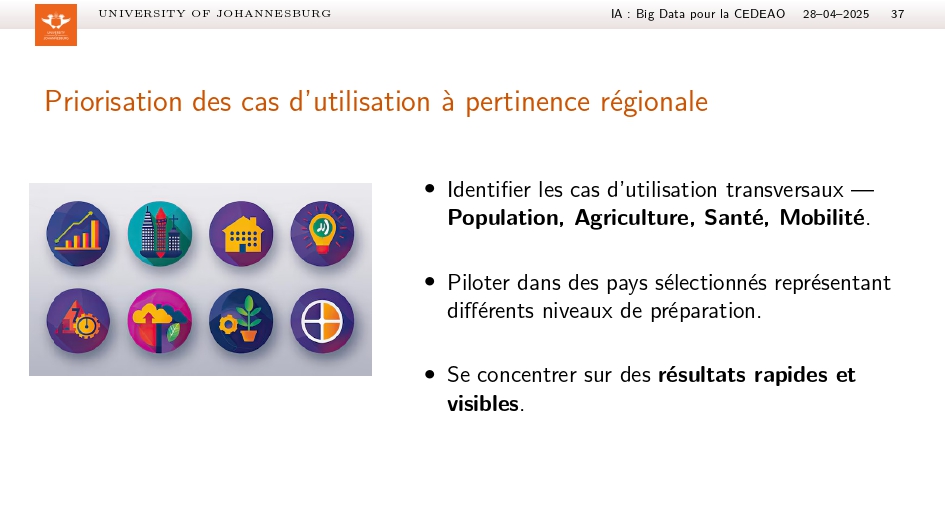 UNIVERSITY OF JOHANNESBURG
IA : Big Data pour la CEDEAO 28–04–2025 37
UNIVERSITY
JOHANNESBURG
Priorisation des cas d'utilisation à pertinence régionale
• Identifier les cas d'utilisation transversaux —
Population, Agriculture, Santé, Mobilité.
• Piloter dans des pays sélectionnés représentant
différents niveaux de préparation.
• Se concentrer sur des résultats rapides et
visibles.